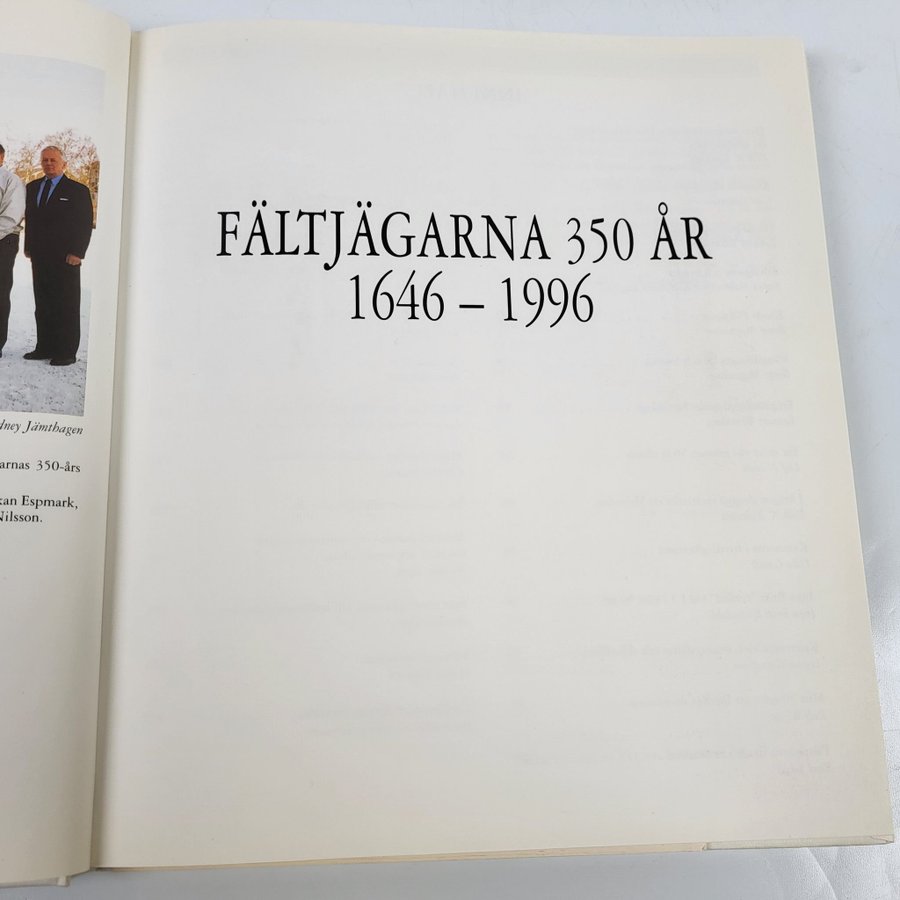 dney Jämthagen
arnas 350-års
kan Espmark,
Nilsson.
FÄLTJÄGARNA 350 ÅR
1646 – 1996